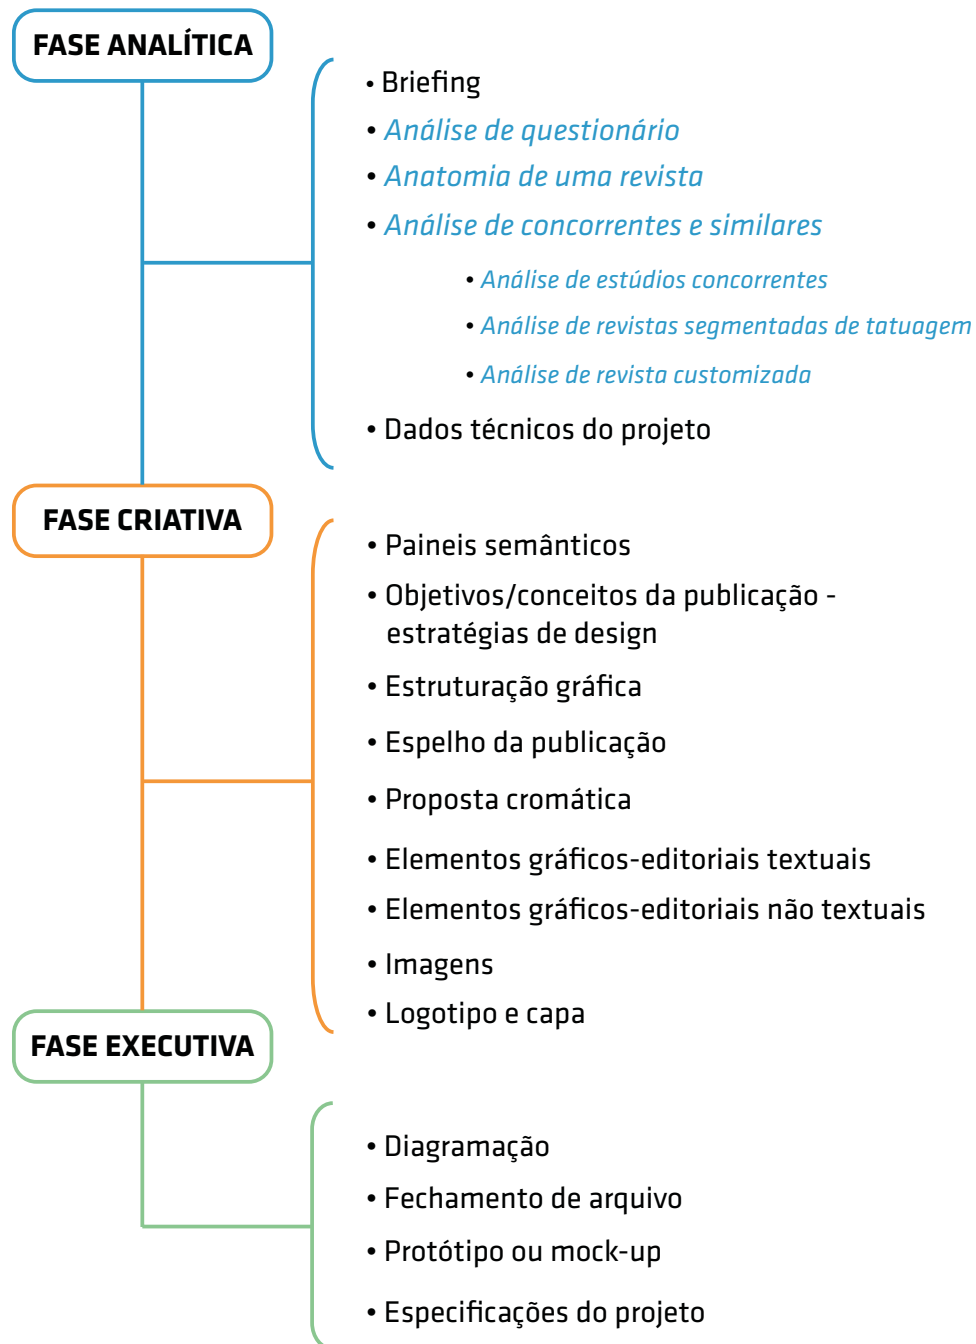 FASE ANALÍTICA
• Briefing
• Análise de questionário
• Anatomia de uma revista
• Análise de concorrentes e similares
• Análise de estúdios concorrentes
• Análise de revistas segmentadas de tatuagem
• Análise de revista customizada
• Dados técnicos do projeto
FASE CRIATIVA
• Paineis semânticos
• Objetivos/conceitos da publicação -
estratégias de design
• Estruturação gráfica
• Espelho da publicação
• Proposta cromática
• Elementos gráficos-editoriais textuais
• Elementos gráficos-editoriais não textuais
• Imagens
• Logotipo e capa
FASE EXECUTIVA
• Diagramação
• Fechamento de arquivo
• Protótipo ou mock-up
• Especificações do projeto